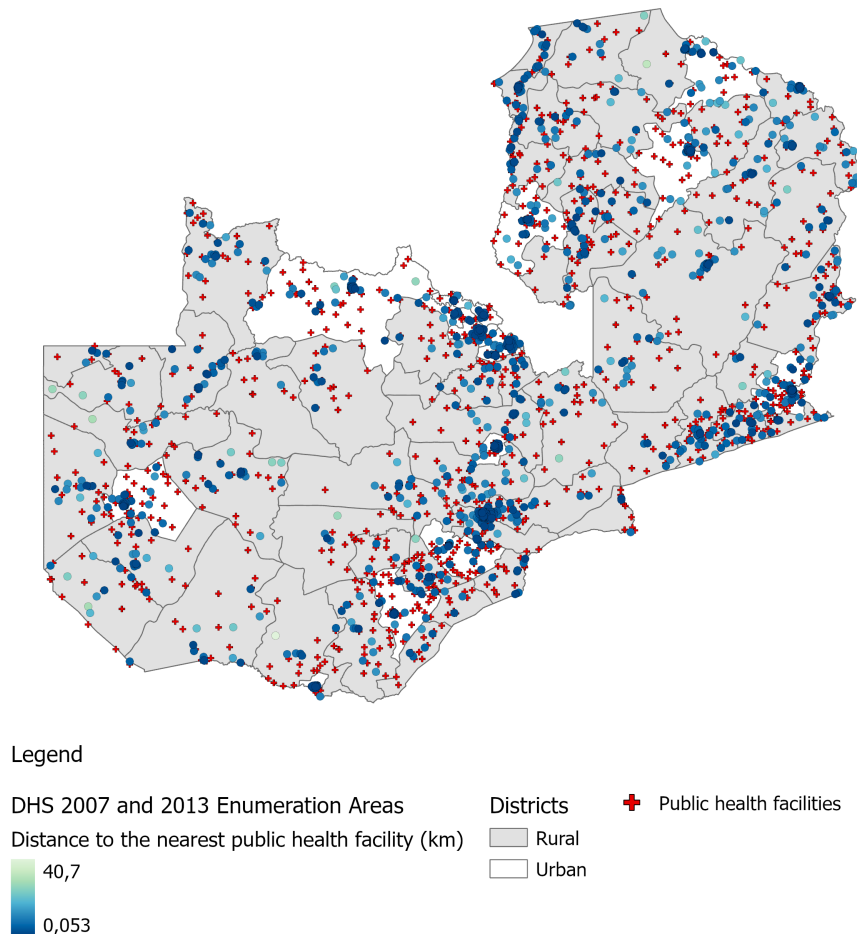 Legend
DHS 2007 and 2013 Enumeration Areas
Distance to the nearest public health facility (km)
40,7
0,053
Districts
Rural
Urban
Public health facilities